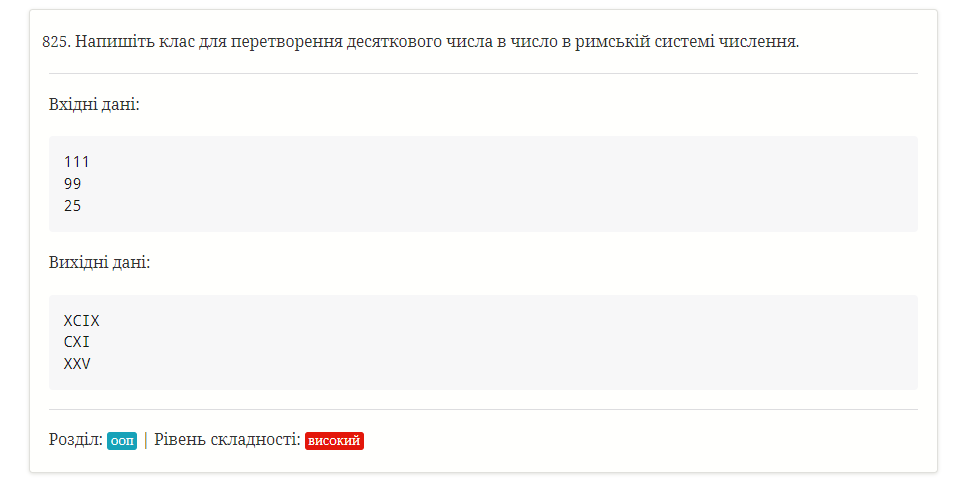 825. Напишіть клас для перетворення десяткового числа в число в римській системі числення.
Вхідні дані:
111
99
25
Вихідні дані:
XCIX
CXI
XXV
Розділ: ооп | Рівень складності: високий